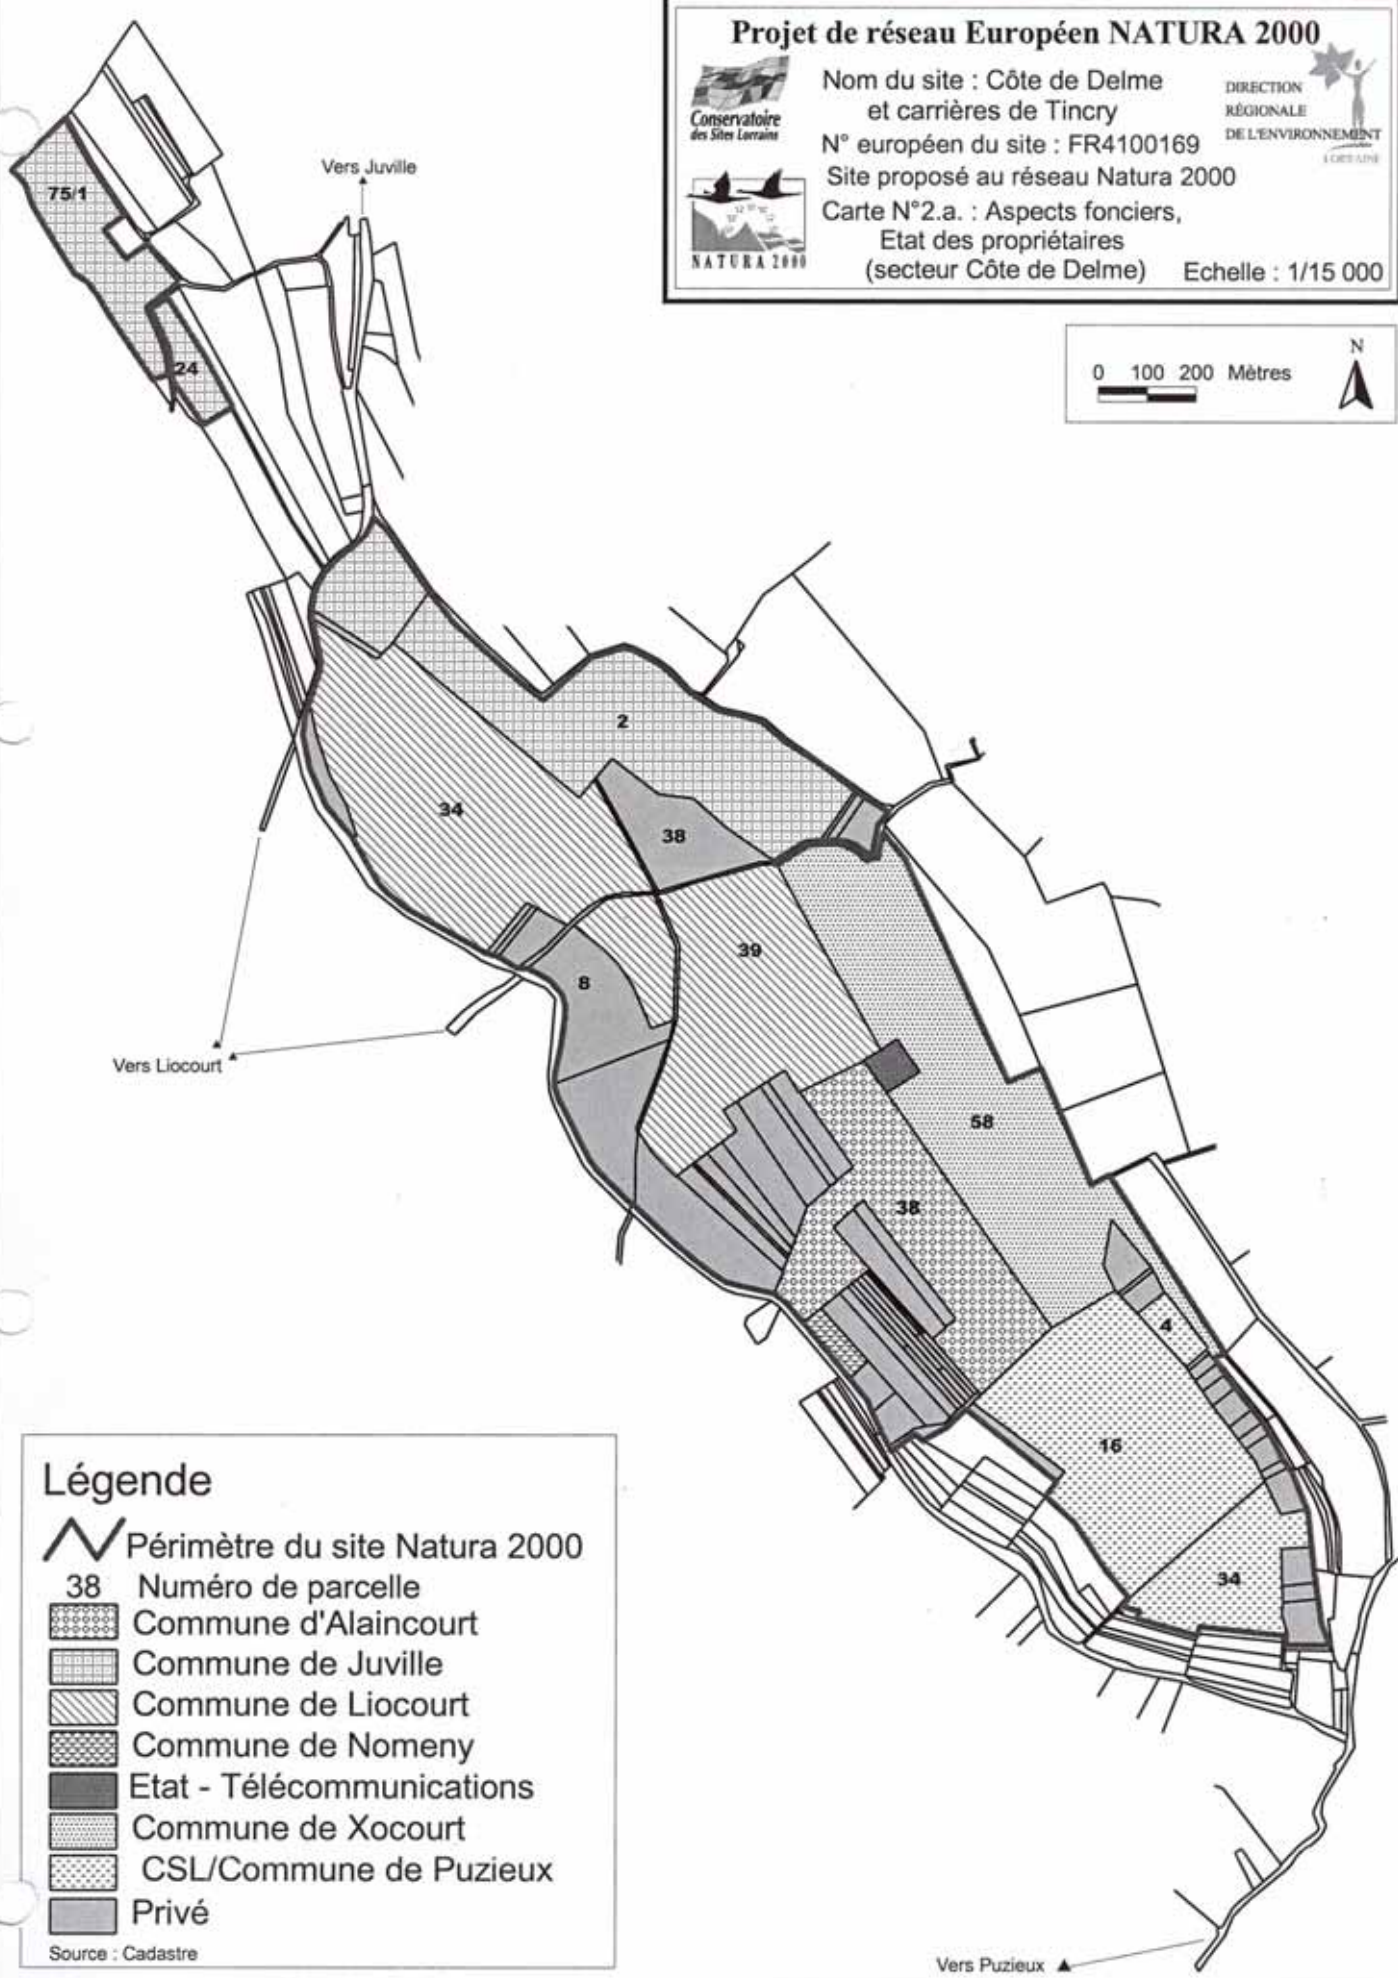 Projet de réseau Européen NATURA 2000
Conservatoire
des Sites Lorrains
Nom du site : Côte de Delme
et carrières de Tincry
N° européen du site : FR4100169
Site proposé au réseau Natura 2000
Carte N°2.a. : Aspects fonciers,
Etat des propriétaires
(secteur Côte de Delme)
Echelle : 1/15 000
DIRECTION
RÉGIONALE
DE L'ENVIRONNEMENT
LORRAINE
NATURA 2000
0 100 200 Mètres
N
Vers Juville
75/1
24
2
34
38
39
8
Vers Liocourt
58
38
4
16
34
Légende
Périmètre du site Natura 2000
38 Numéro de parcelle
Commune d'Alaincourt
Commune de Juville
Commune de Liocourt
Commune de Nomeny
Etat - Télécommunications
Commune de Xocourt
CSL/Commune de Puzieux
Privé
Source : Cadastre
Vers Puzieux